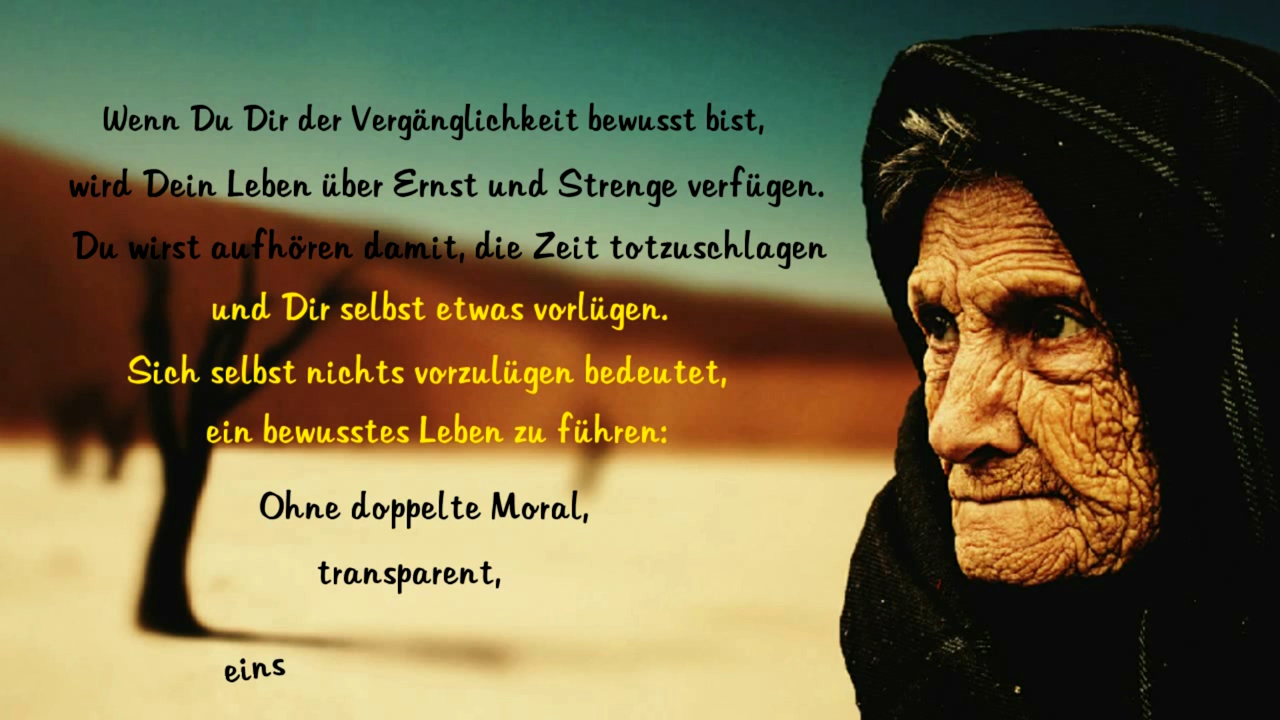 Wenn Du Dir der Vergänglichkeit bewusst bist,
wird Dein Leben über Ernst und Strenge verfügen.
Du wirst aufhören damit, die Zeit totzuschlagen
und Dir selbst etwas vorlügen.
Sich selbst nichts vorzulügen bedeutet,
ein bewusstes Leben zu führen:
Ohne doppelte Moral,
transparent,
eins